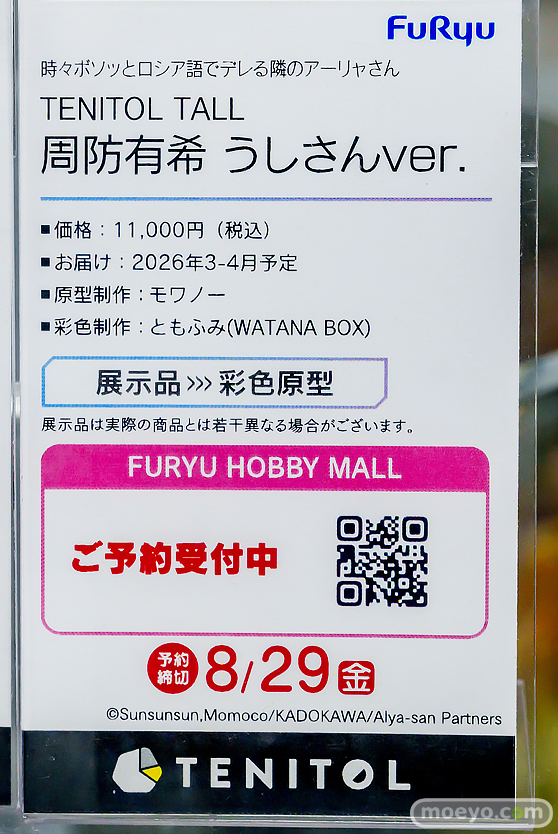 FuRyu
時々ボソッとロシア語でデレる隣のアーリャさん
TENITOL TALL
周防有希 うしさんver.
■価格：11,000円（税込）
■お届け：2026年3-4月予定
■原型制作：モワノー
■彩色制作：ともふみ(WATANA BOX)
展示品>>>彩色原型
展示品は実際の商品とは若干異なる場合がございます。
FURYU HOBBY MALL
ご予約受付中
予約締切 8/29 金
©Sunsunsun,Momoco/KADOKAWA/Alya-san Partners
TENITOL
moeyo.com